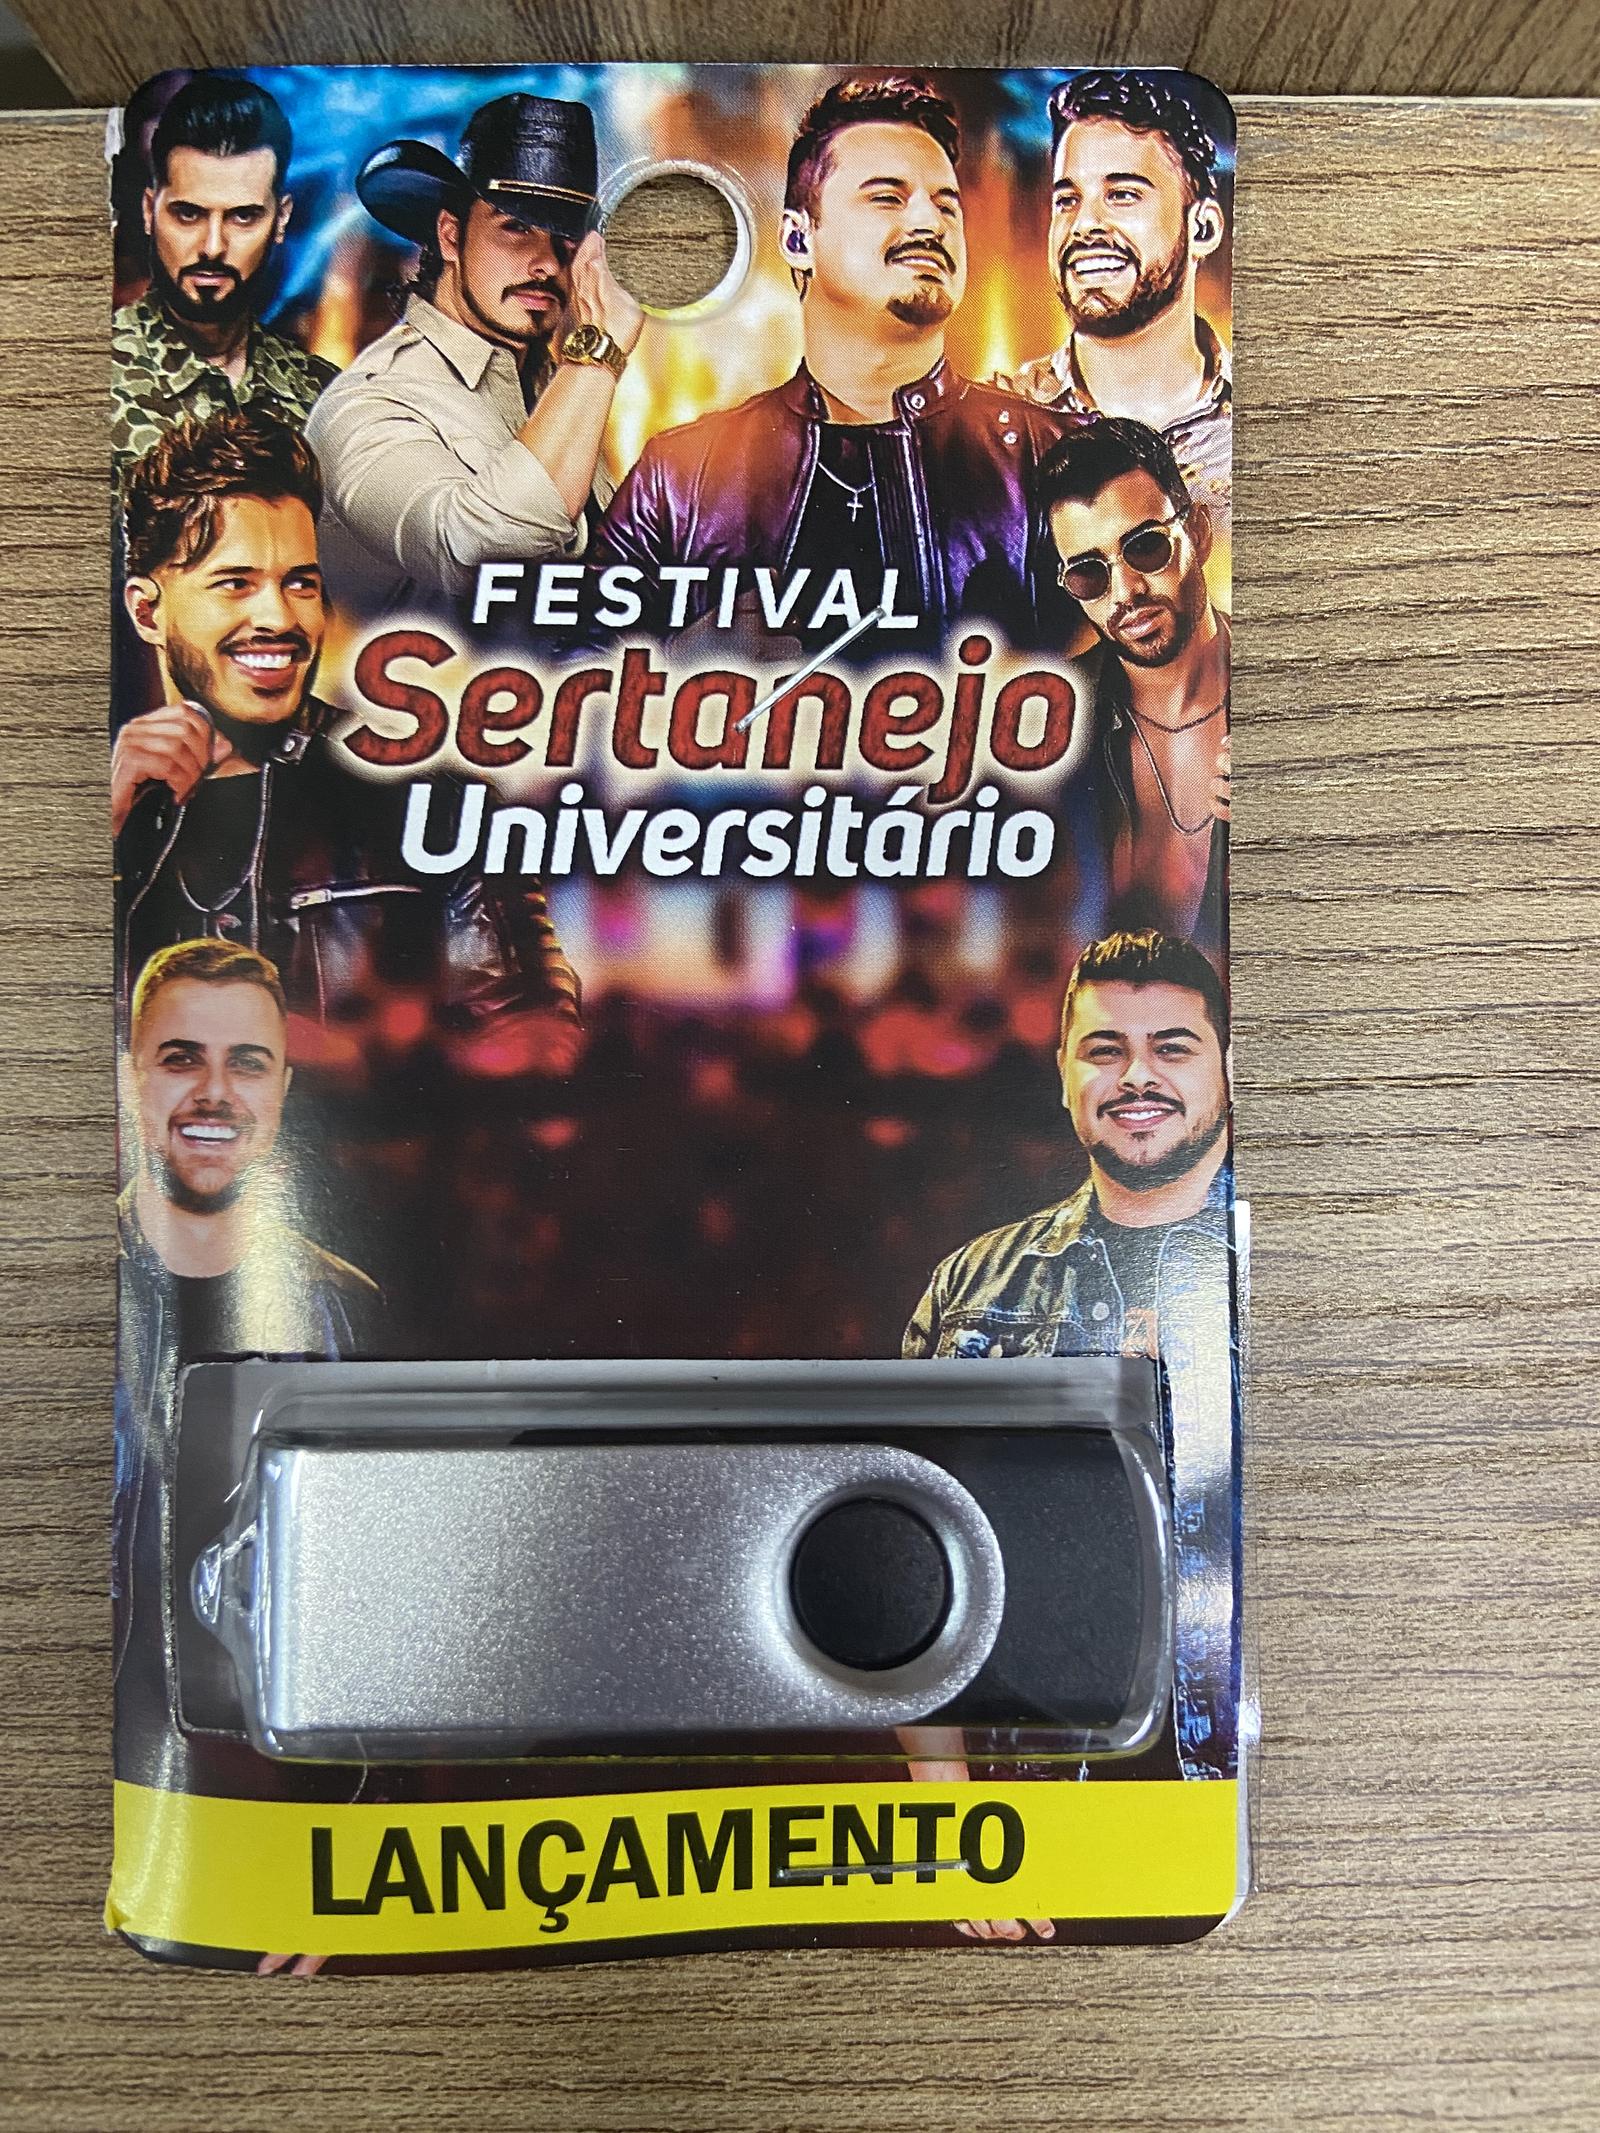 FESTIVAL
Sertanejo
Universitário
LANÇAMENTO